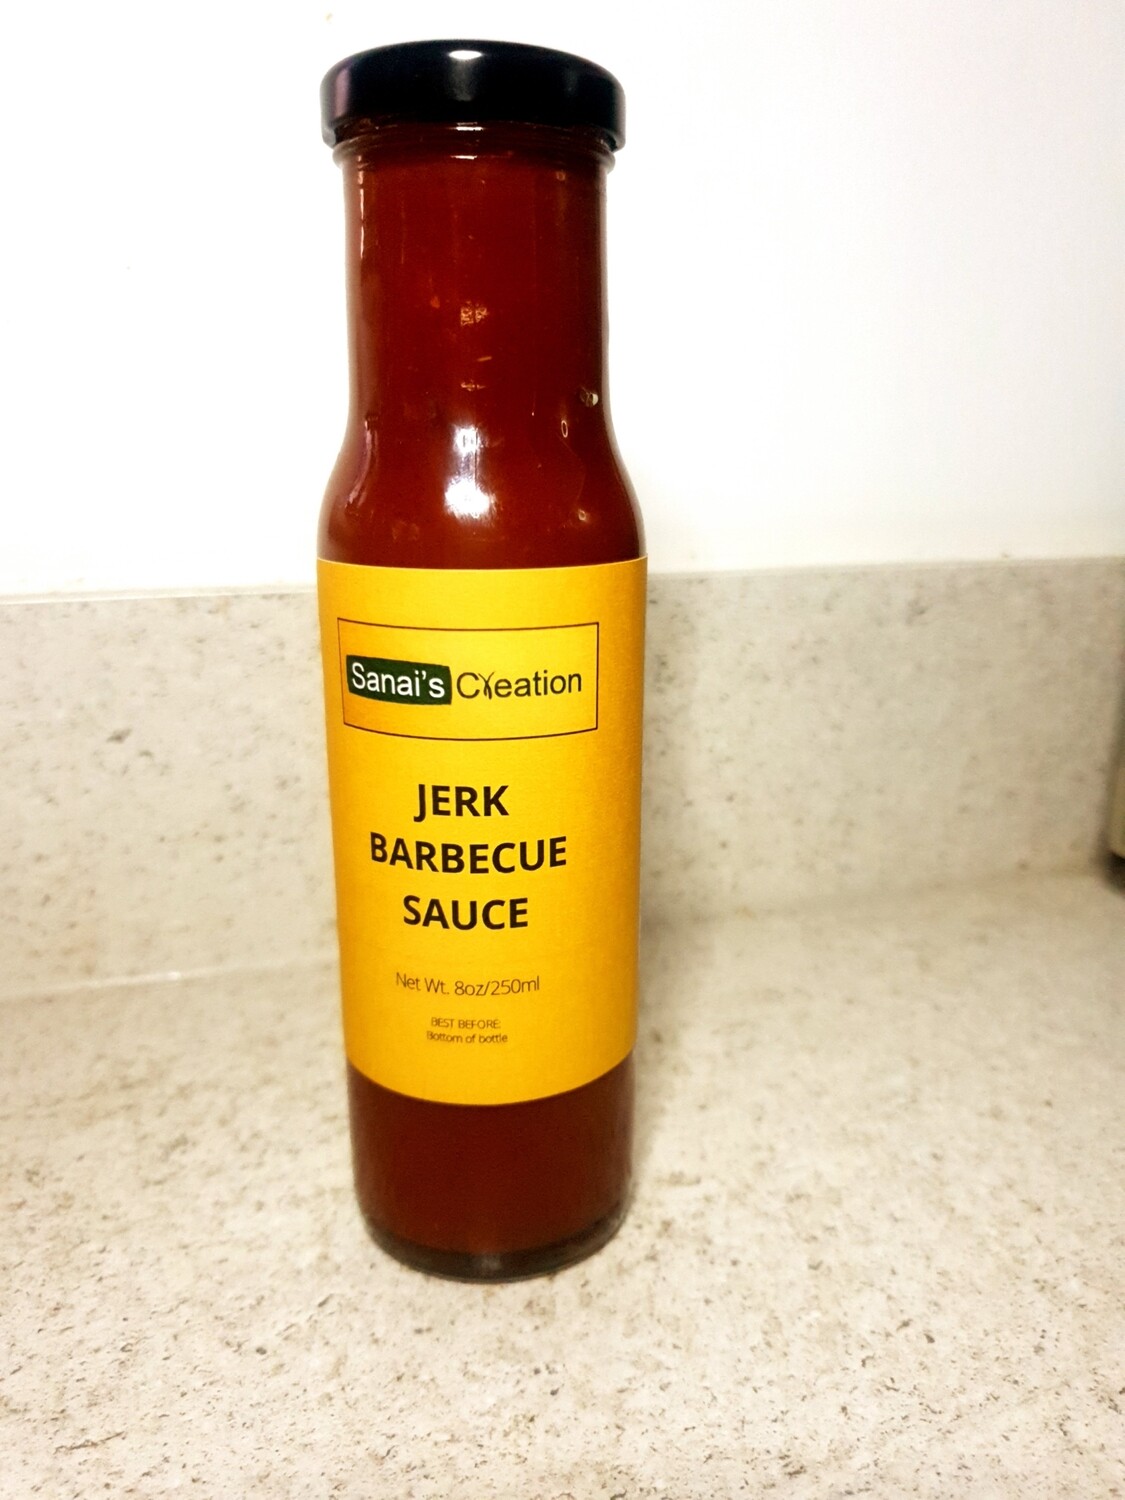 Sanai's Creation
JERK
BARBECUE
SAUCE
Net Wt. 8oz/250ml
BEST BEFORE:
Bottom of bottle